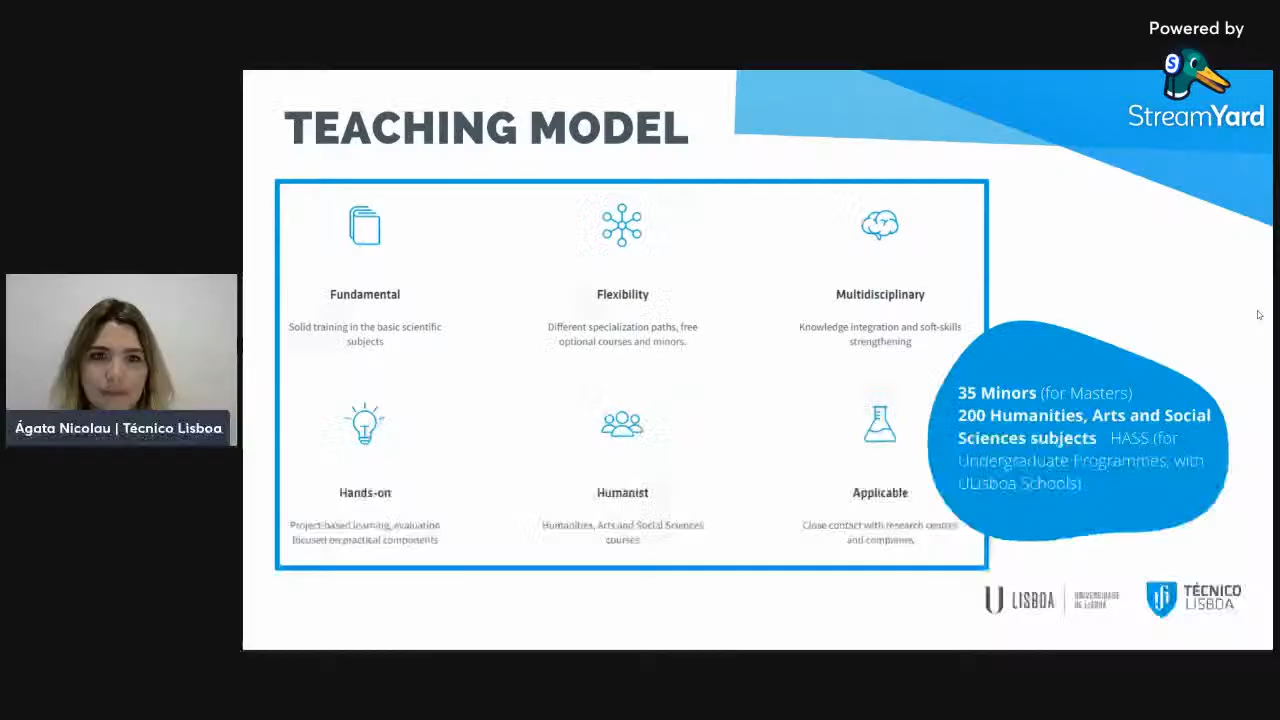 Powered by
StreamYard
TEACHING MODEL
Fundamental
Solid training in the basic scientific
subjects
Flexibility
Different specialization paths, free
optional courses and minors.
Multidisciplinary
Knowledge integration and soft-skills
strengthening
35 Minors (for Masters)
200 Humanities, Arts and Social
Sciences subjects HASS (for
Undergraduate Programmes, with
ULisboa Schools)
Hands-on
Project-based learning, evaluation
focused on practical components
Humanist
Humanities, Arts and Social Sciences
courses
Applicable
Close contact with research centres
and companies.
Ágata Nicolau | Técnico Lisboa
U LISBOA
UNIVERSIDADE
DE LISBOA
TÉCNICO
LISBOA